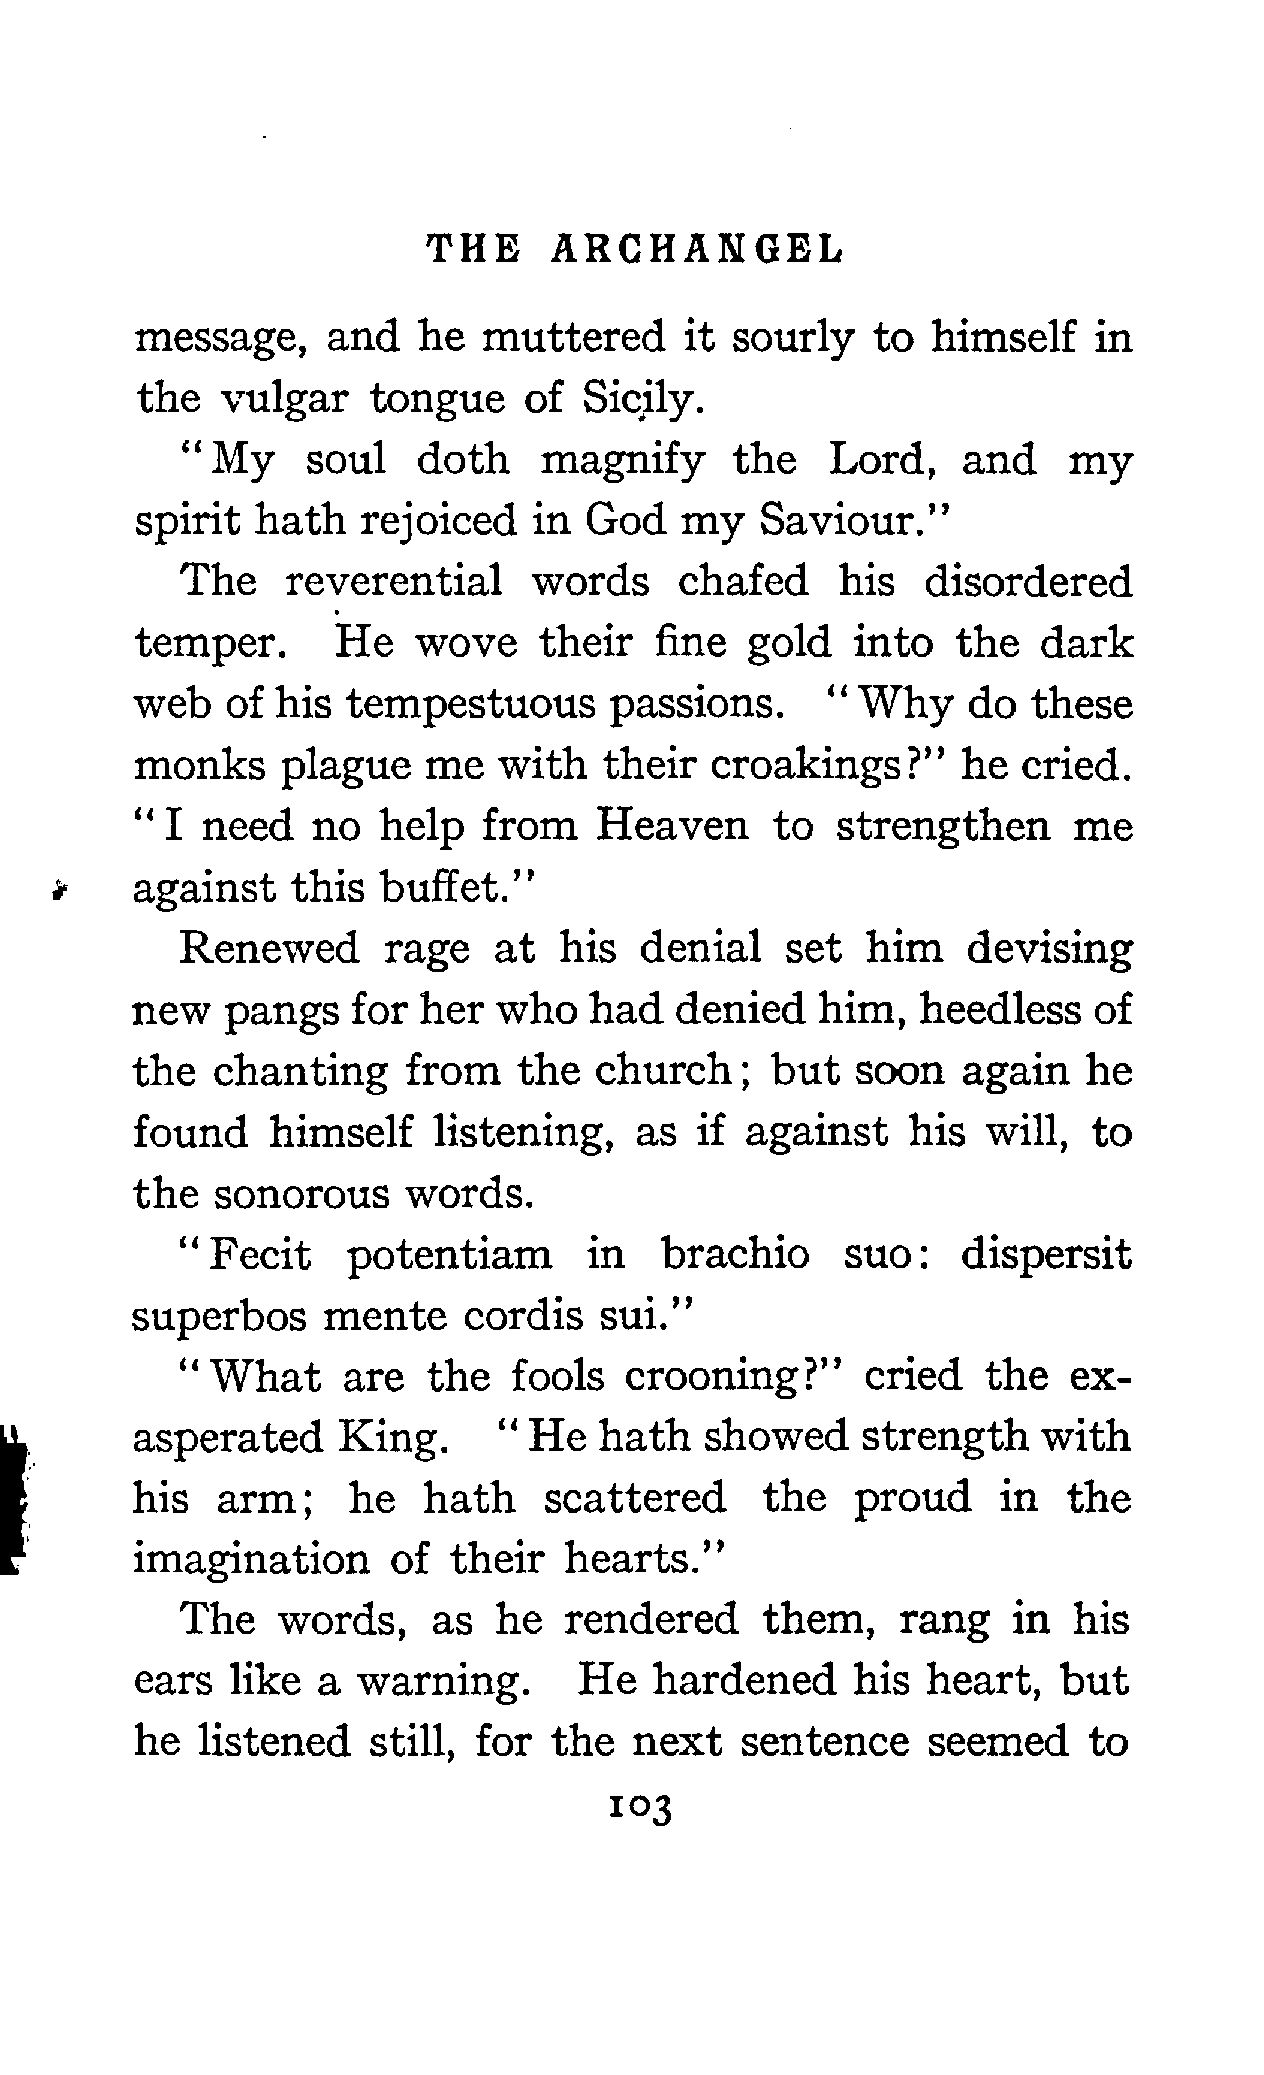 THE ARCHANGEL
message, and he muttered it sourly to himself in
the vulgar tongue of Sicily.
"My soul doth magnify the Lord, and my
spirit hath rejoiced in God my Saviour."
The reverential words chafed his disordered
temper. He wove their fine gold into the dark
web of his tempestuous passions. "Why do these
monks plague me with their croakings?" he cried.
"I need no help from Heaven to strengthen me
against this buffet."
Renewed rage at his denial set him devising
new pangs for her who had denied him, heedless of
the chanting from the church; but soon again he
found himself listening, as if against his will, to
the sonorous words.
"Fecit potentiam in brachio suo: dispersit
superbos mente cordis sui."
"What are the fools crooning?" cried the ex-
asperated King. "He hath showed strength with
his arm; he hath scattered the proud in the
imagination of their hearts."
The words, as he rendered them, rang in his
ears like a warning. He hardened his heart, but
he listened still, for the next sentence seemed to
103